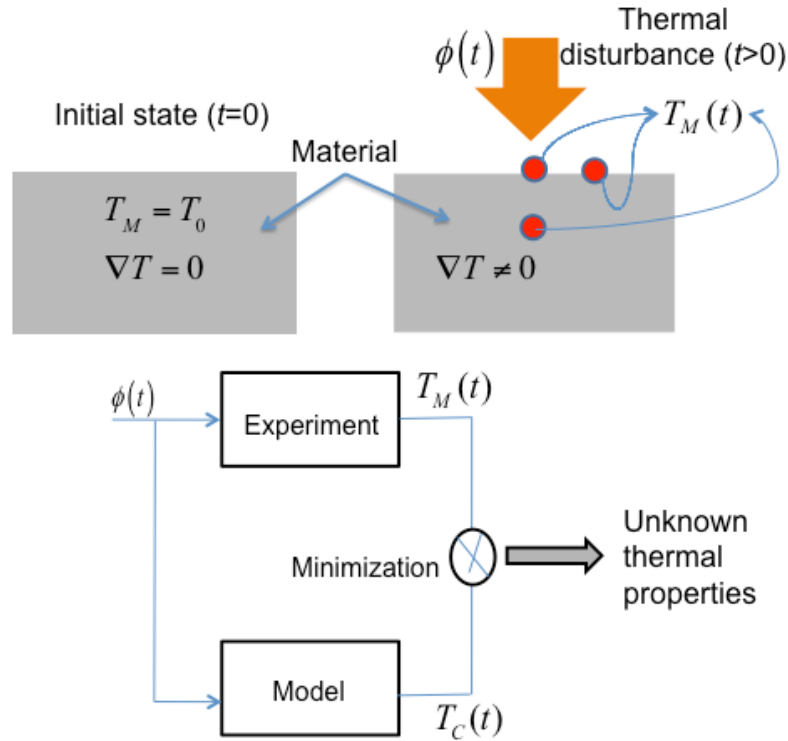 Thermal
disturbance (t>0)
ϕ(t)
Initial state (t=0)
T_M(t)
Material
T_M = T_0
∇T = 0
∇T ≠ 0
ϕ(t)
T_M(t)
Experiment
Unknown
thermal
properties
Minimization
Model
T_C(t)